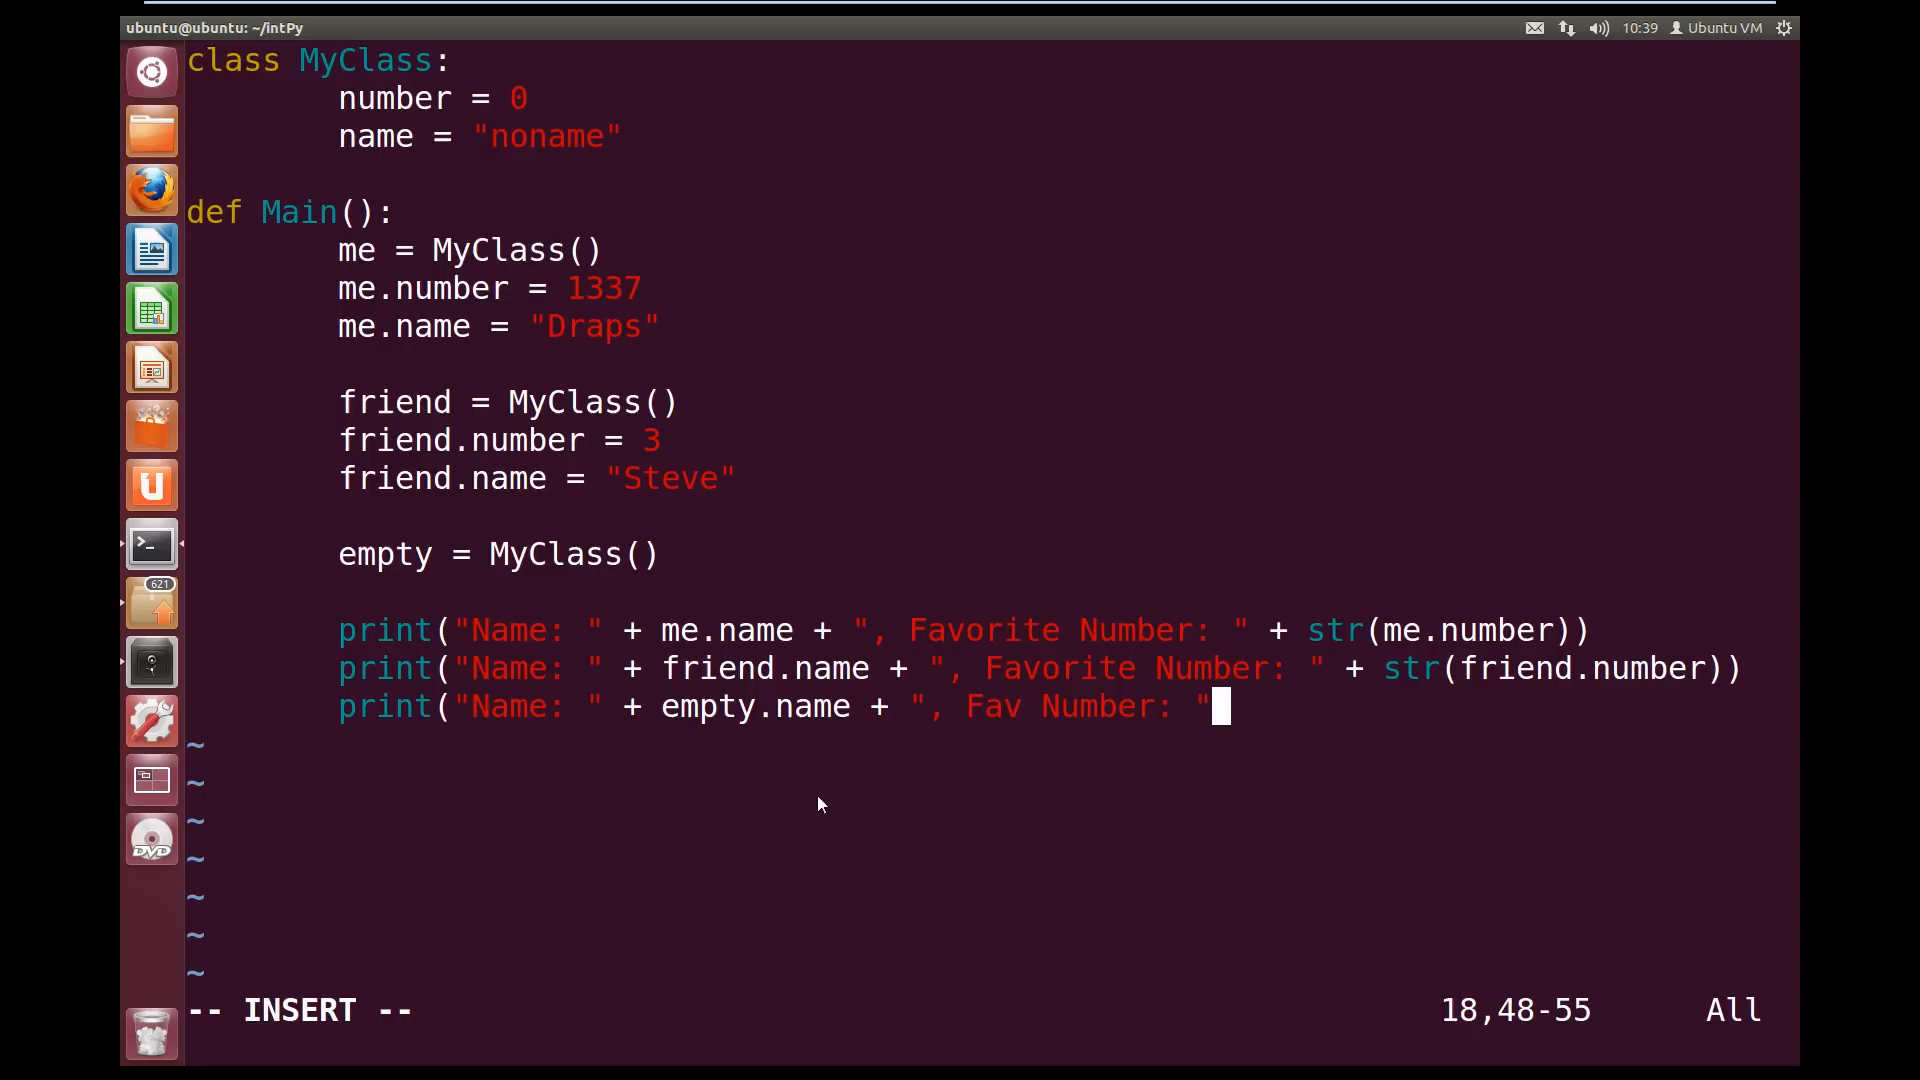 ubuntu@ubuntu: ~/intPy
10:39 Ubuntu VM
class MyClass:
number = 0
name = "noname"
def Main():
me = MyClass()
me.number = 1337
me.name = "Draps"
friend = MyClass()
friend.number = 3
friend.name = "Steve"
empty = MyClass()
621
print("Name: " + me.name + ", Favorite Number: " + str(me.number))
print("Name: " + friend.name + ", Favorite Number: " + str(friend.number))
print("Name: " + empty.name + ", Fav Number: "
~
~
~
DVD
~
~
~
~
-- INSERT -- 18,48-55 All